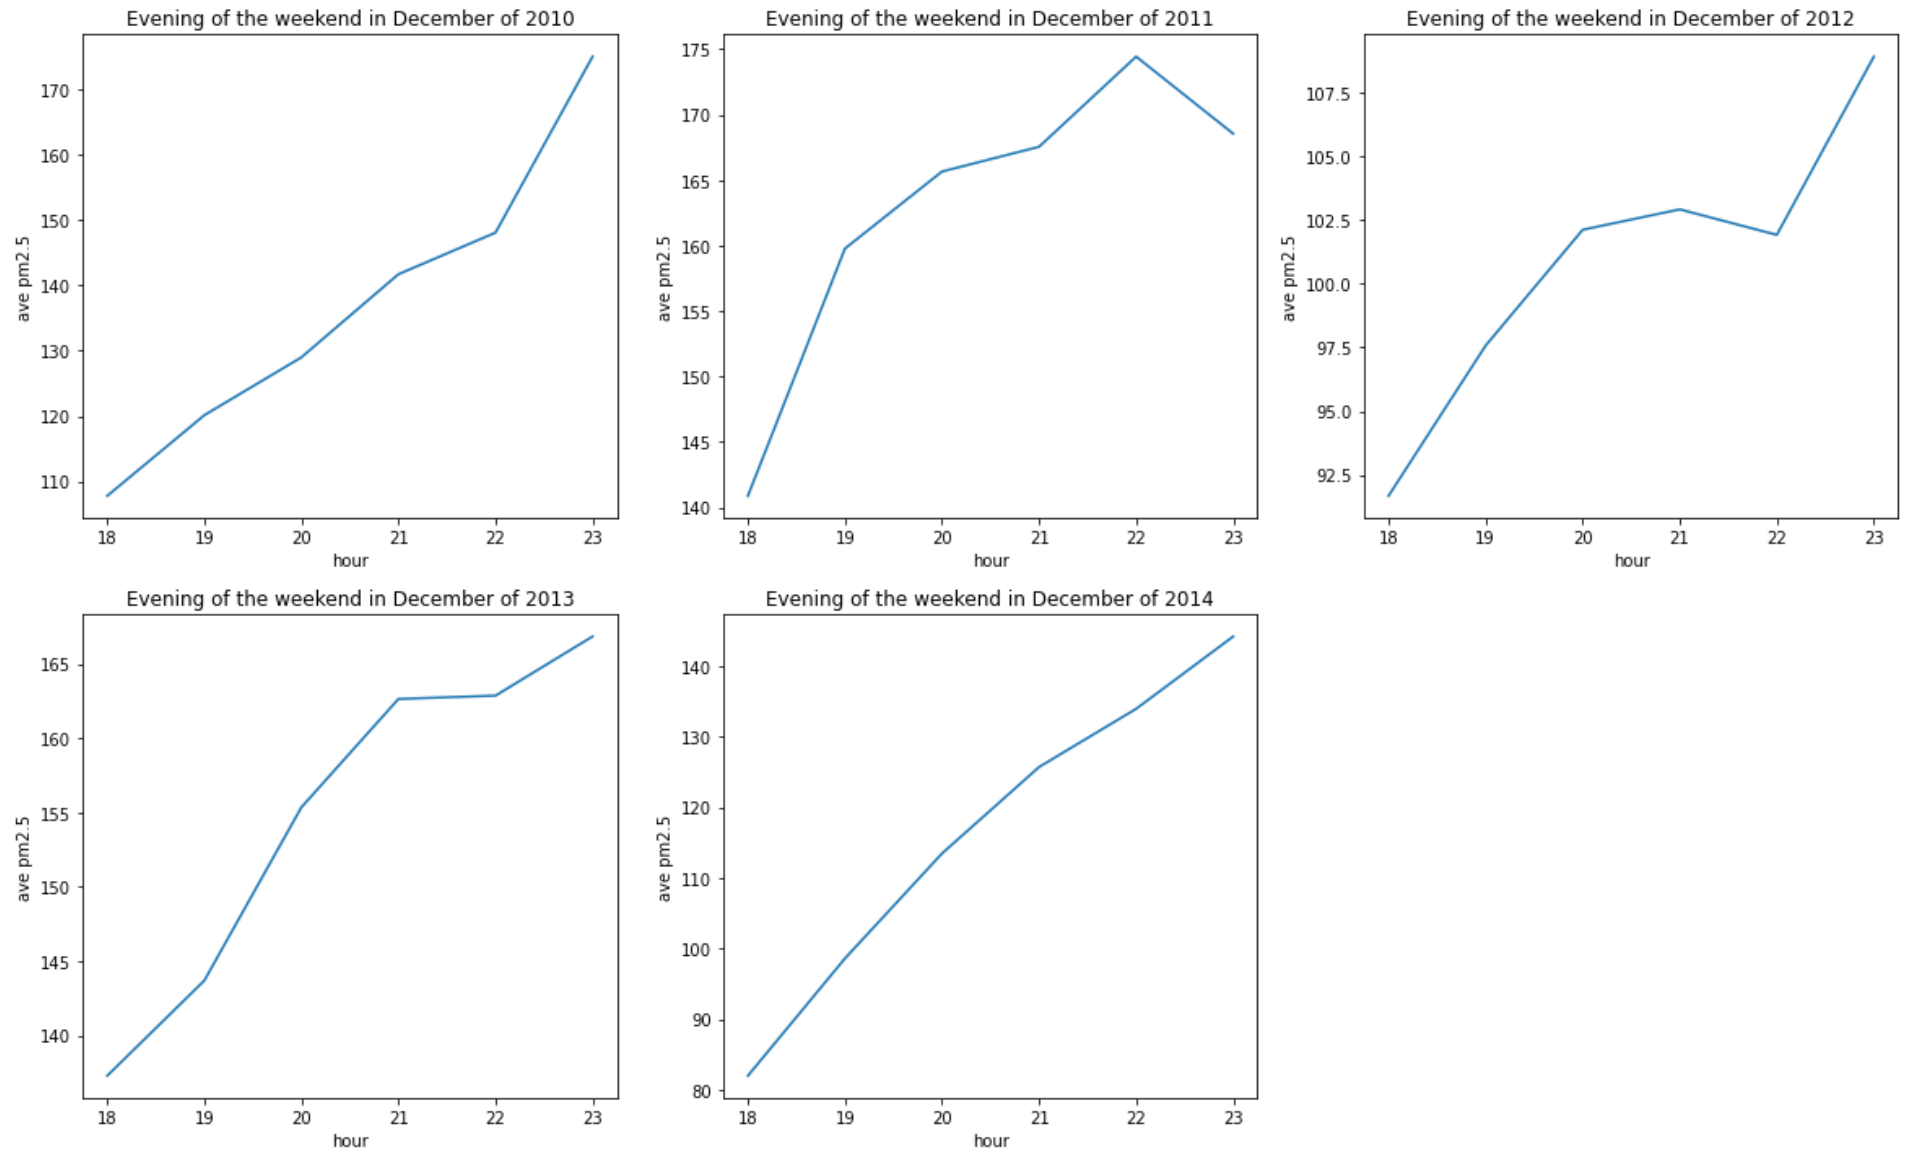 Evening of the weekend in December of 2010
170
160
150
140
130
120
110
ave pm2.5
18 19 20 21 22 23
hour
Evening of the weekend in December of 2011
175
170
165
160
155
150
145
140
ave pm2.5
18 19 20 21 22 23
hour
Evening of the weekend in December of 2012
107.5
105.0
102.5
100.0
97.5
95.0
92.5
ave pm2.5
18 19 20 21 22 23
hour
Evening of the weekend in December of 2013
165
160
155
150
145
140
ave pm2.5
18 19 20 21 22 23
hour
Evening of the weekend in December of 2014
140
130
120
110
100
90
80
ave pm2.5
18 19 20 21 22 23
hour